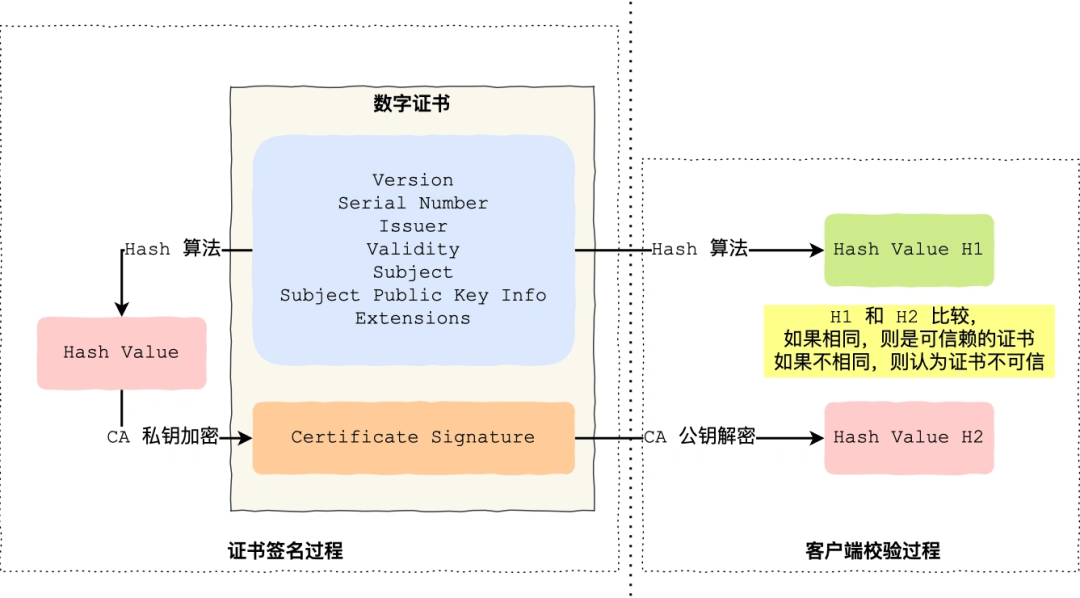 数字证书
Version
Serial Number
Issuer
Validity
Subject
Subject Public Key Info
Extensions
Hash 算法
Hash Value
CA 私钥加密
Certificate Signature
证书签名过程
Hash 算法
Hash Value H1
H1 和 H2 比较，
如果相同，则是可信赖的证书
如果不相同，则认为证书不可信
CA 公钥解密
Hash Value H2
客户端校验过程